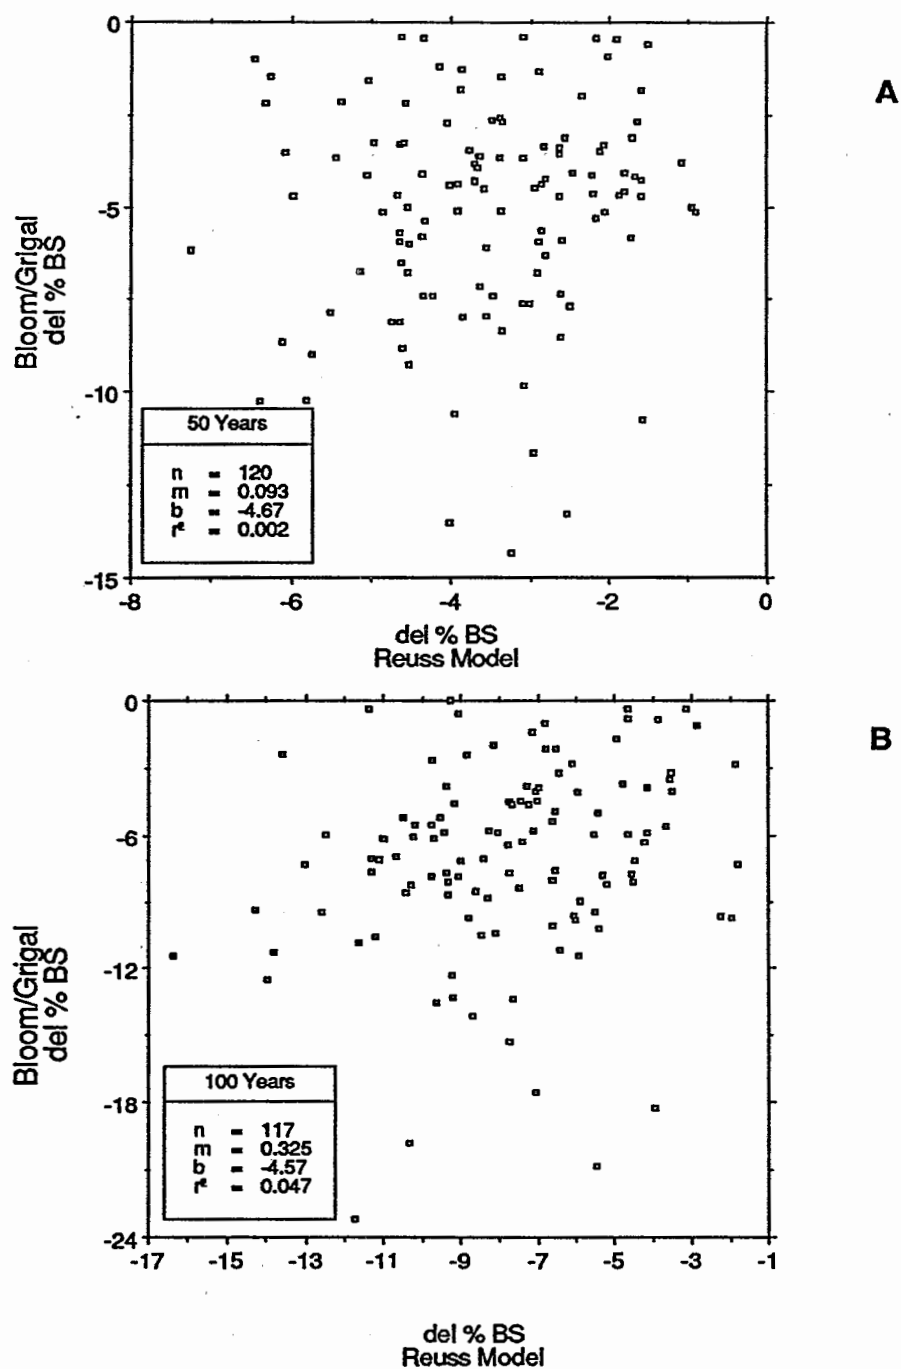 A
0
-5
-10
-15
Bloom/Grigal
del % BS
50 Years
n = 120
m = 0.093
b = -4.67
r² = 0.002
-8 -6 -4 -2 0
del % BS
Reuss Model
B
0
-6
-12
-18
-24
Bloom/Grigal
del % BS
100 Years
n = 117
m = 0.325
b = -4.57
r² = 0.047
-17 -15 -13 -11 -9 -7 -5 -3 -1
del % BS
Reuss Model